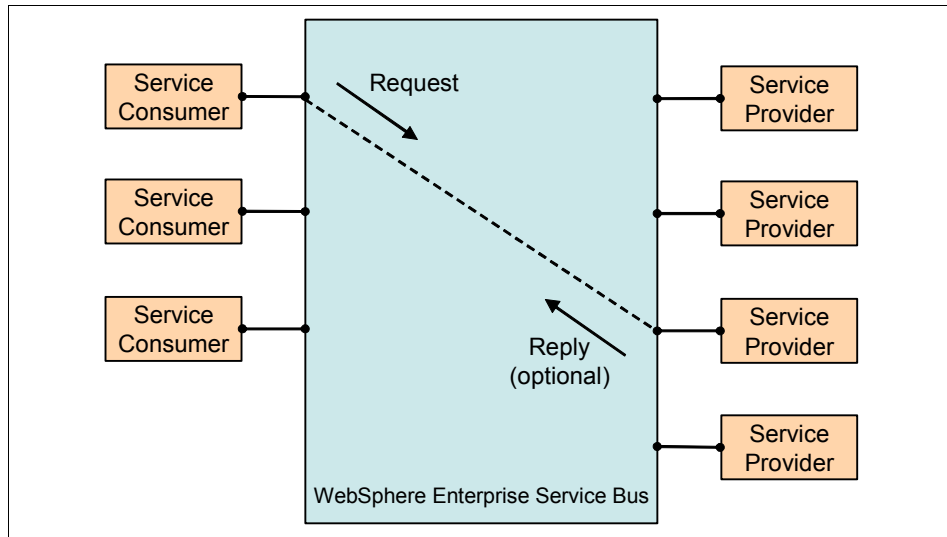 Service
Consumer
Service
Consumer
Service
Consumer
Request
Reply
(optional)
WebSphere Enterprise Service Bus
Service
Provider
Service
Provider
Service
Provider
Service
Provider